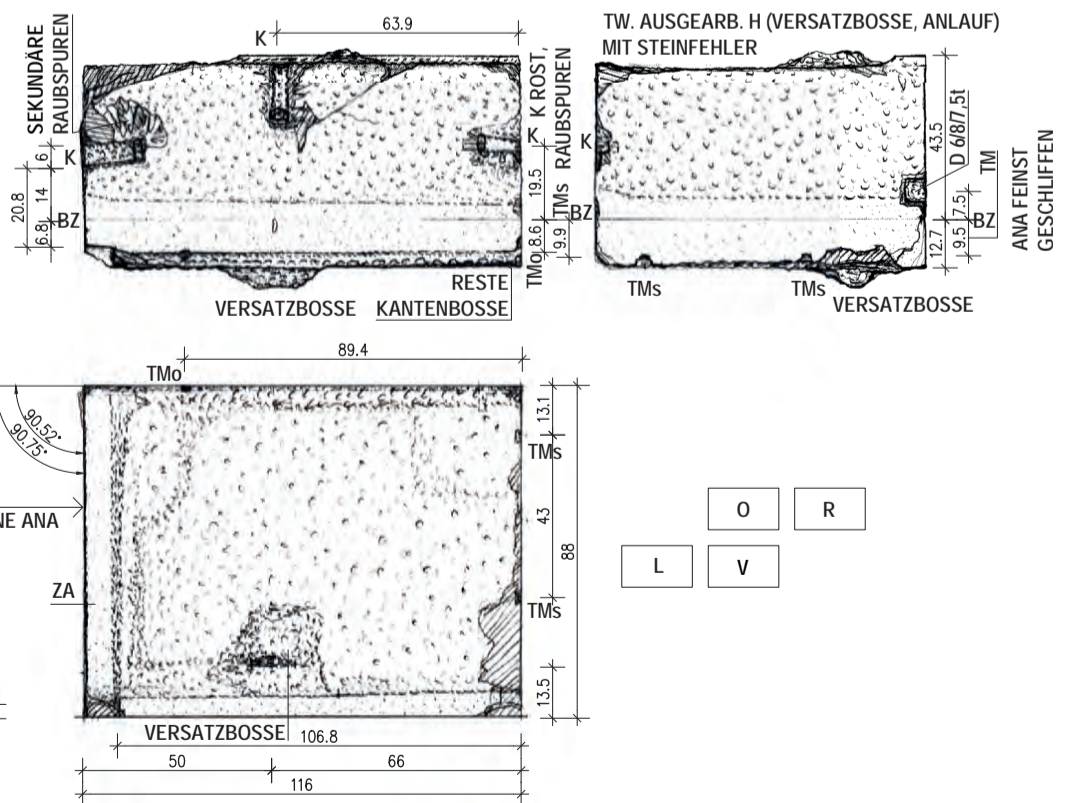 SEKUNDÄRE
RAUBSPUREN
K
63.9
K ROST,
RAUBSPUREN
K
K
6
14
20.8
6.8
BZ
19.5
8.6
TMs
9.9
TMo
VERSATZBOSSE
RESTE
KANTENBOSSE
TW. AUSGEARB. H (VERSATZBOSSE, ANLAUF)
MIT STEINFEHLER
K
BZ
43.5
D 6/8/7,5t
TM
7.5
BZ
12.7
9.5
ANA FEINST
GESCHLIFFEN
TMs
TMs
VERSATZBOSSE
89.4
TMo
90.52°
90.75°
NE ANA
ZA
13.1
TMs
43
88
TMs
13.5
VERSATZBOSSE
106.8
50
66
116
O
R
L
V